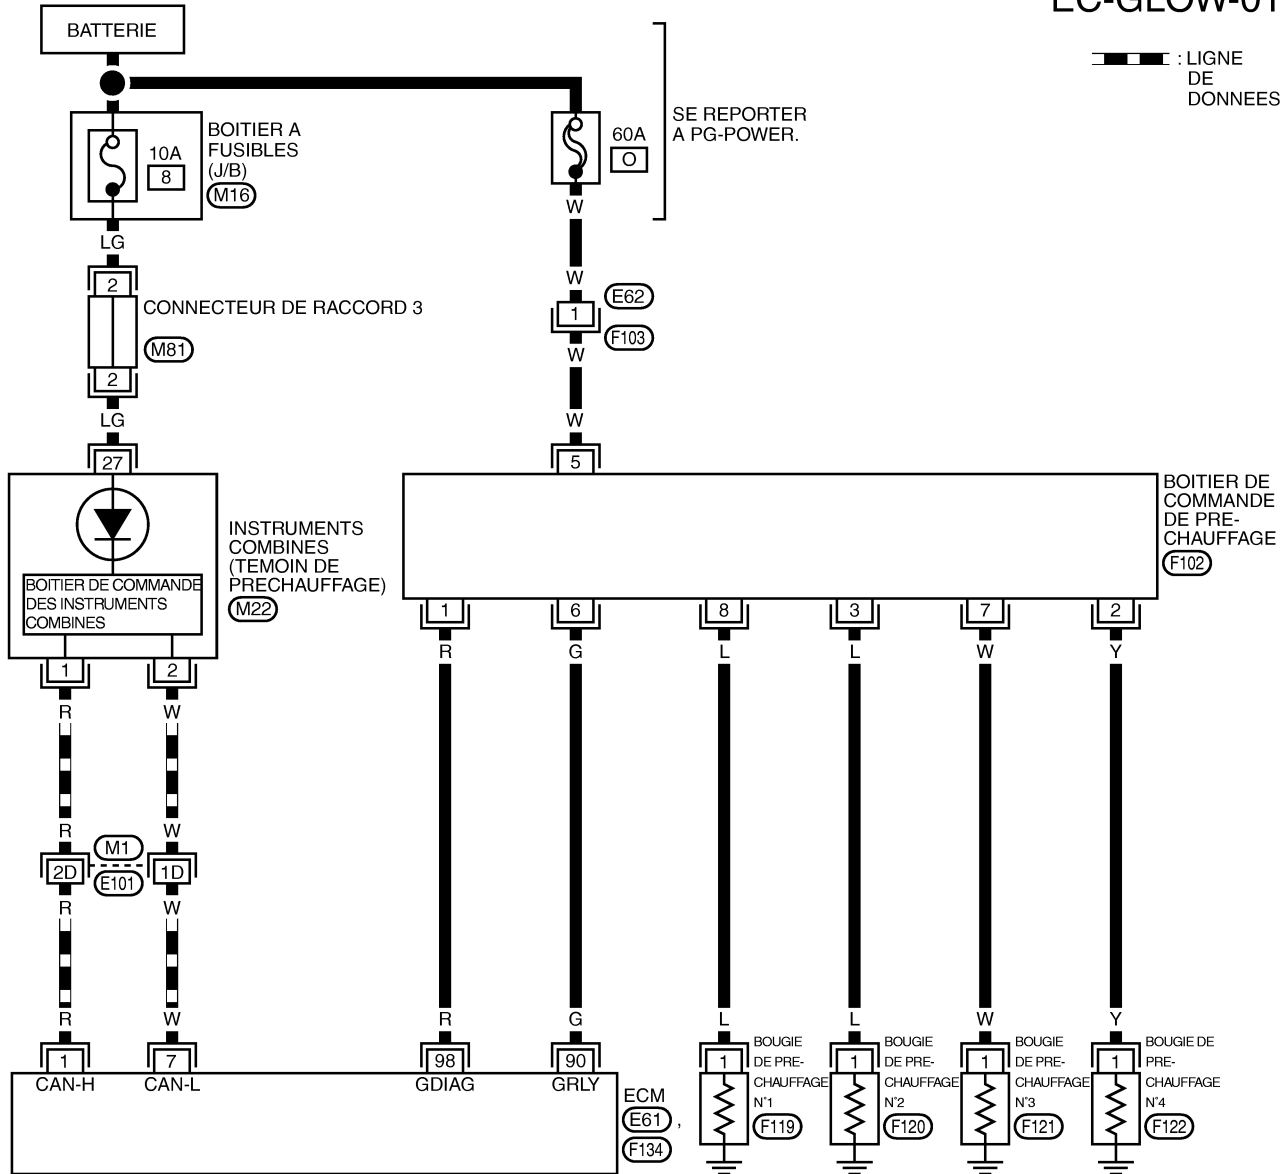 EC-GLOW-01
BATTERIE
: LIGNE
DE
DONNEES
BOITIER A
FUSIBLES
(J/B)
M16
10A
8
60A
O
SE REPORTER
A PG-POWER.
LG
W
2
CONNECTEUR DE RACCORD 3
M81
2
LG
W
E62
1
F103
W
W
27
5
INSTRUMENTS
COMBINES
(TEMOIN DE
PRECHAUFFAGE)
M22
BOITIER DE COMMANDE
DES INSTRUMENTS
COMBINES
BOITIER DE
COMMANDE
DE PRE-
CHAUFFAGE
F102
1 6 8 3 7 2
R G L L W Y
1 2
R W
R W
M1
2D 1D
E101
R W
R W R G L L W Y
1 7 98 90 1 1 1 1
CAN-H CAN-L GDIAG GRLY
ECM
E61 ,
F134
BOUGIE
DE PRE-
CHAUFFAGE
N°1
F119
BOUGIE
DE PRE-
CHAUFFAGE
N°2
F120
BOUGIE
DE PRE-
CHAUFFAGE
N°3
F121
BOUGIE DE
PRE-
CHAUFFAGE
N°4
F122